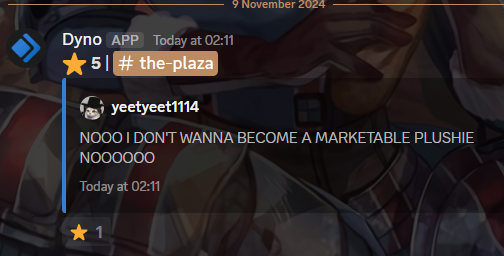 9 November 2024
Dyno APP Today at 02:11
5 | # the-plaza
yeetyeet1114
NOOO I DON'T WANNA BECOME A MARKETABLE PLUSHIE
NOOOOOO
Today at 02:11
1